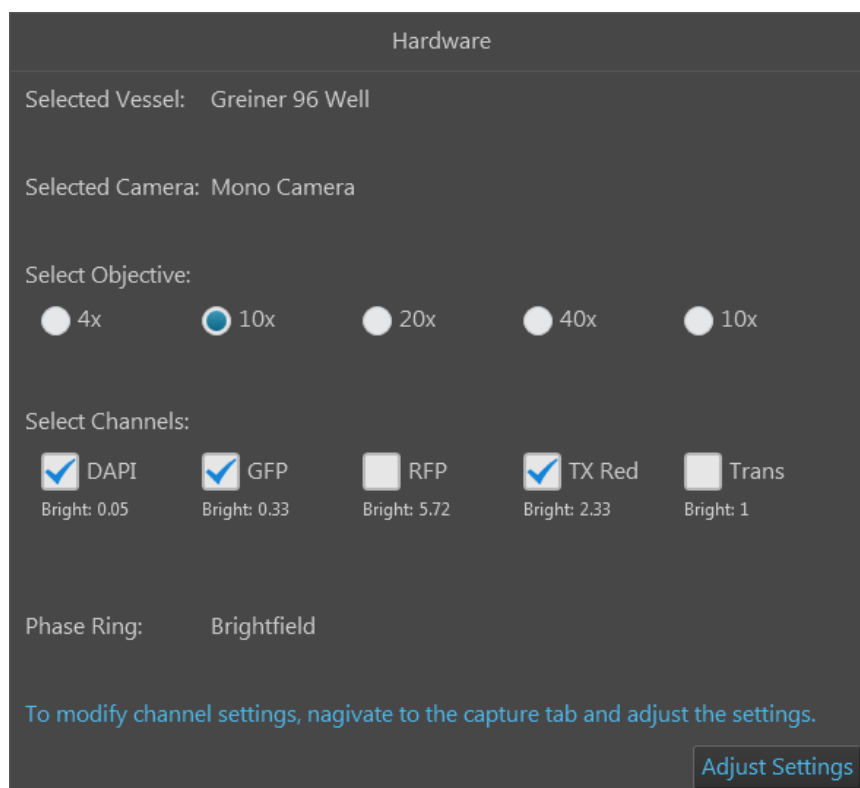 Hardware
Selected Vessel: Greiner 96 Well
Selected Camera: Mono Camera
Select Objective:
4x 10x 20x 40x 10x
Select Channels:
DAPI GFP RFP TX Red Trans
Bright: 0.05 Bright: 0.33 Bright: 5.72 Bright: 2.33 Bright: 1
Phase Ring: Brightfield
To modify channel settings, nagivate to the capture tab and adjust the settings.
Adjust Settings